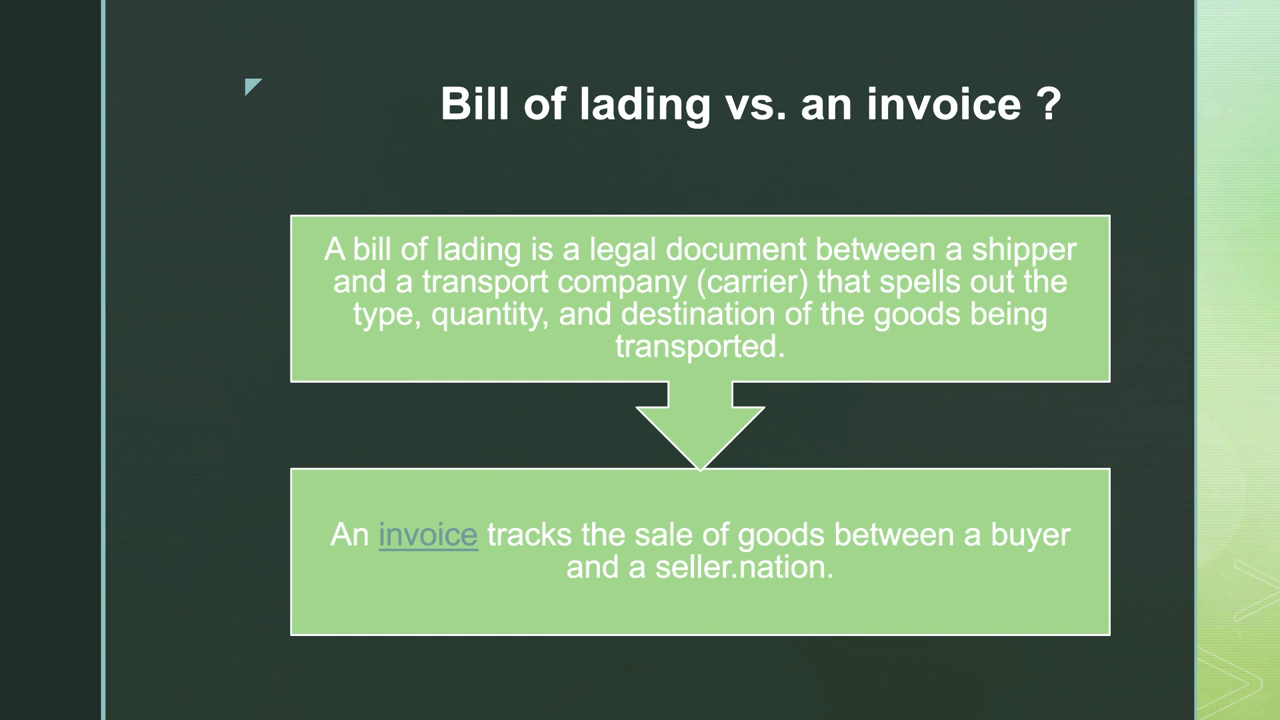 Bill of lading vs. an invoice ?
A bill of lading is a legal document between a shipper
and a transport company (carrier) that spells out the
type, quantity, and destination of the goods being
transported.
An invoice tracks the sale of goods between a buyer
and a seller.nation.